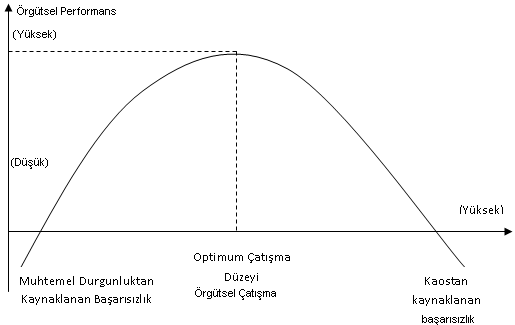 Örgütsel Performans
(Yüksek)
(Düşük)
(Yüksek)
Optimum Çatışma
Düzeyi
Örgütsel Çatışma
Muhtemel Durgunluktan
Kaynaklanan Başarısızlık
Kaostan
kaynaklanan
başarısızlık